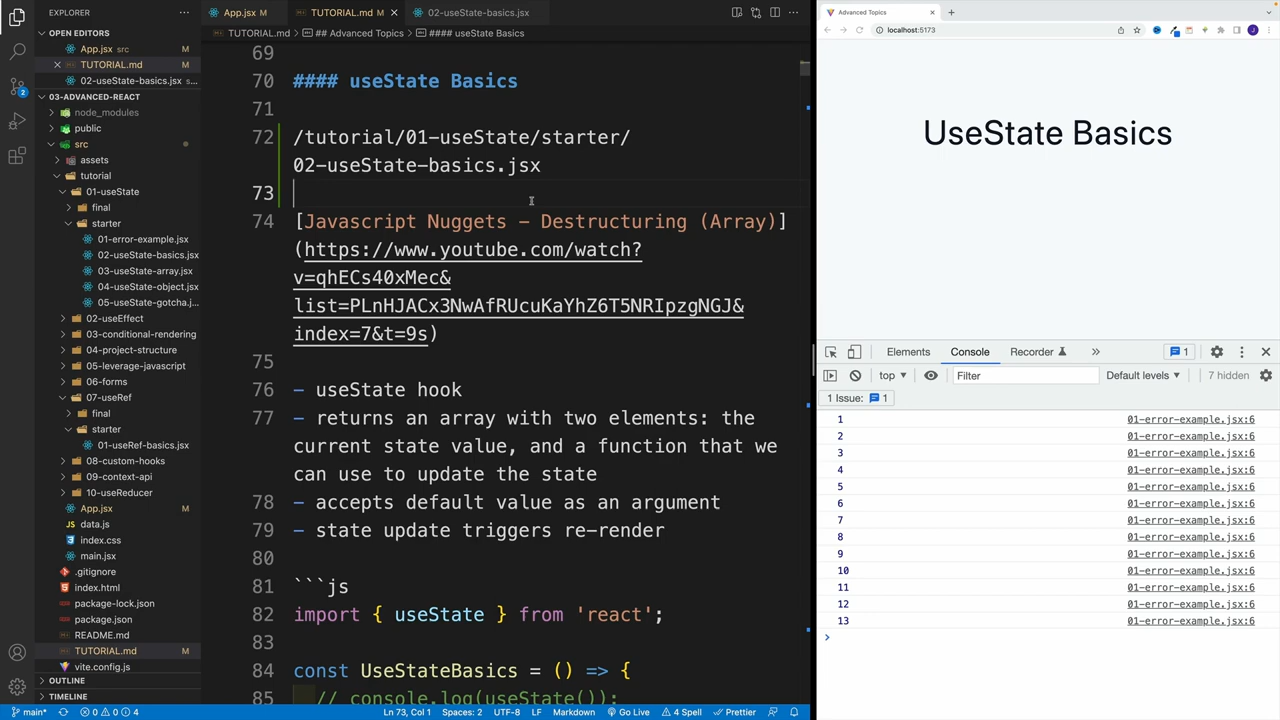 EXPLORER
OPEN EDITORS
App.jsx src M
TUTORIAL.md M
02-useState-basics.jsx s...
03-ADVANCED-REACT
node_modules
public
src
assets
tutorial
01-useState
final
starter
01-error-example.jsx
02-useState-basics.jsx
03-useState-array.jsx
04-useState-object.jsx
05-useState-gotcha.j...
02-useEffect
03-conditional-rendering
04-project-structure
05-leverage-javascript
06-forms
07-useRef
final
starter
01-useRef-basics.jsx
08-custom-hooks
09-context-api
10-useReducer
App.jsx M
data.js
index.css
main.jsx
.gitignore
index.html
package-lock.json
package.json
README.md
TUTORIAL.md M
vite.config.js
OUTLINE
TIMELINE
2
App.jsx M
TUTORIAL.md M
02-useState-basics.jsx
TUTORIAL.md > ## Advanced Topics > #### useState Basics
69
70 #### useState Basics
71
72 /tutorial/01-useState/starter/
02-useState-basics.jsx
73
74 [Javascript Nuggets - Destructuring (Array)]
(https://www.youtube.com/watch?
v=qhECs40xMec&
list=PLnHJACx3NwAfRUcuKaYhZ6T5NRIpzgNGJ&
index=7&t=9s)
75
76 - useState hook
77 - returns an array with two elements: the
current state value, and a function that we
can use to update the state
78 - accepts default value as an argument
79 - state update triggers re-render
80
81 ```js
82 import { useState } from 'react';
83
84 const UseStateBasics = () => {
85 // console.log(useState());
main* 0 0 4 Ln 73, Col 1 Spaces: 2 UTF-8 LF Markdown Go Live 4 Spell Prettier
Advanced Topics
localhost:5173
J
UseState Basics
Elements Console Recorder 1
top Filter Default levels 7 hidden
1 Issue: 1
1 01-error-example.jsx:6
2 01-error-example.jsx:6
3 01-error-example.jsx:6
4 01-error-example.jsx:6
5 01-error-example.jsx:6
6 01-error-example.jsx:6
7 01-error-example.jsx:6
8 01-error-example.jsx:6
9 01-error-example.jsx:6
10 01-error-example.jsx:6
11 01-error-example.jsx:6
12 01-error-example.jsx:6
13 01-error-example.jsx:6